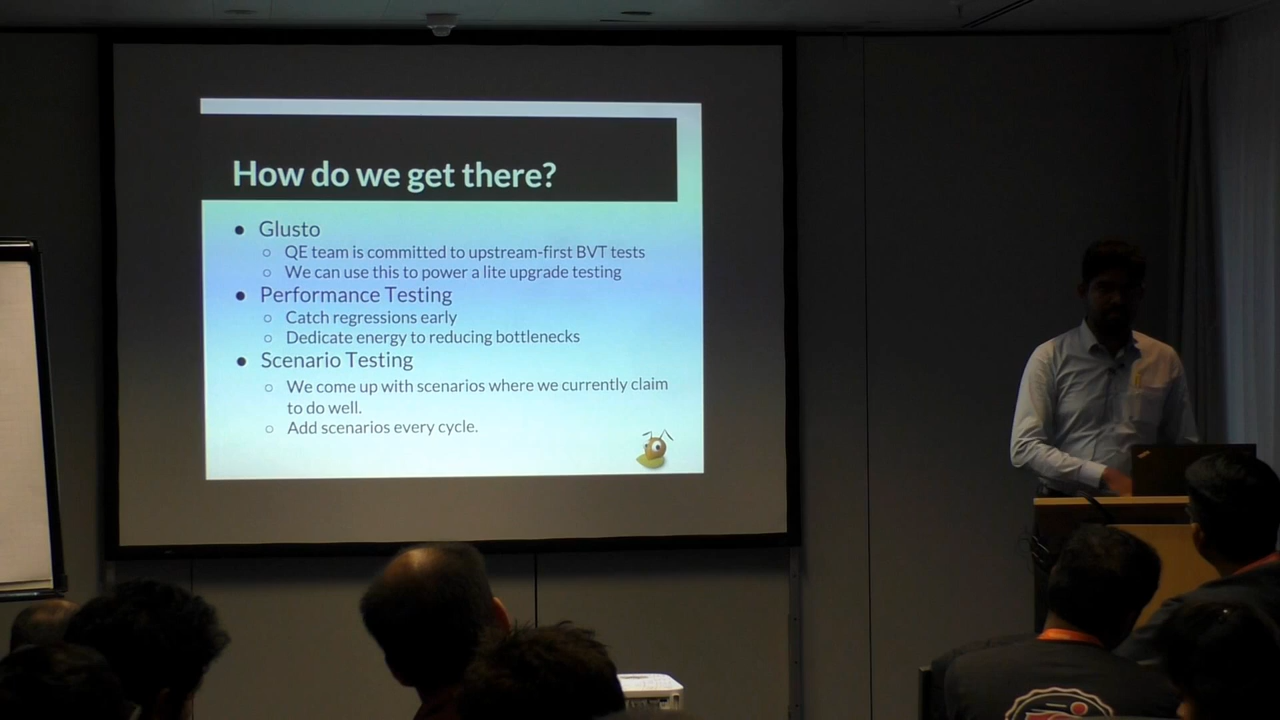 How do we get there?
● Glusto
○ QE team is committed to upstream-first BVT tests
○ We can use this to power a lite upgrade testing
● Performance Testing
○ Catch regressions early
○ Dedicate energy to reducing bottlenecks
● Scenario Testing
○ We come up with scenarios where we currently claim
to do well.
○ Add scenarios every cycle.